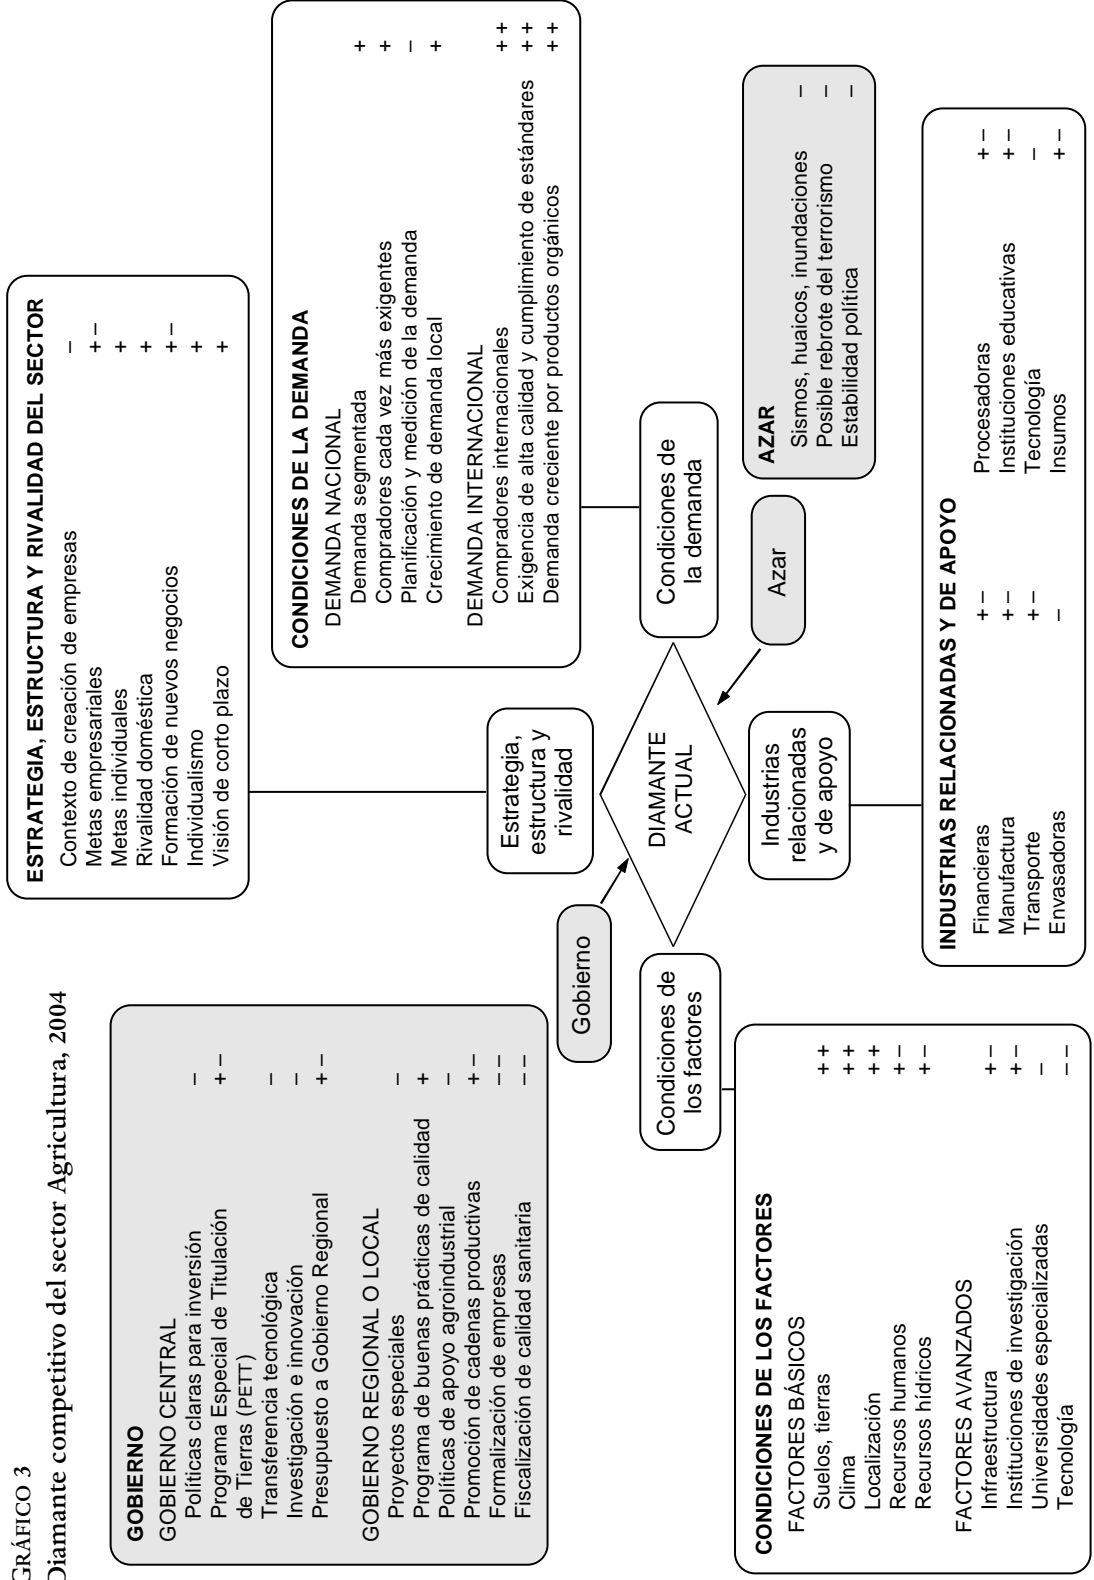 GRÁFICO 3
Diamante competitivo del sector Agricultura, 2004
GOBIERNO
GOBIERNO CENTRAL
Políticas claras para inversión –
Programa Especial de Titulación + –
de Tierras (PETT)
Transferencia tecnológica –
Investigación e innovación –
Presupuesto a Gobierno Regional + –
GOBIERNO REGIONAL O LOCAL
Proyectos especiales –
Programa de buenas prácticas de calidad +
Políticas de apoyo agroindustrial –
Promoción de cadenas productivas + –
Formalización de empresas – –
Fiscalización de calidad sanitaria – –
ESTRATEGIA, ESTRUCTURA Y RIVALIDAD DEL SECTOR
Contexto de creación de empresas –
Metas empresariales + –
Metas individuales +
Rivalidad doméstica +
Formación de nuevos negocios + –
Individualismo +
Visión de corto plazo +
CONDICIONES DE LA DEMANDA
DEMANDA NACIONAL
Demanda segmentada +
Compradores cada vez más exigentes +
Planificación y medición de la demanda –
Crecimiento de demanda local +
DEMANDA INTERNACIONAL
Compradores internacionales + +
Exigencia de alta calidad y cumplimiento de estándares + +
Demanda creciente por productos orgánicos + +
Estrategia,
estructura y
rivalidad
Gobierno
Condiciones de
los factores
DIAMANTE
ACTUAL
Condiciones de
la demanda
Azar
Industrias
relacionadas
y de apoyo
AZAR
Sismos, huaicos, inundaciones –
Posible rebrote del terrorismo –
Estabilidad política –
CONDICIONES DE LOS FACTORES
FACTORES BÁSICOS
Suelos, tierras + +
Clima + +
Localización + +
Recursos humanos + –
Recursos hídricos + –
FACTORES AVANZADOS
Infraestructura + –
Instituciones de investigación + –
Universidades especializadas –
Tecnología – –
INDUSTRIAS RELACIONADAS Y DE APOYO
Financieras + – Procesadoras + –
Manufactura + – Instituciones educativas + –
Transporte + – Tecnología –
Envasadoras – Insumos + –